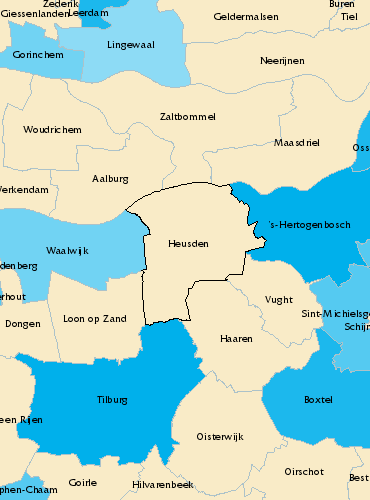 Zederik
Buren
Giessenlanden
Leerdam
Geldermalsen
Tiel
Lingewaal
Gorinchem
Neerijnen
Zaltbommel
Woudrichem
Maasdriel
Oss
Aalburg
Werkendam
's-Hertogenbosch
Heusden
Waalwijk
denberg
rhout
Vught
Sint-Michielsg
Dongen
Loon op Zand
Schijn
Haaren
Tilburg
Boxtel
een Rijen
Oisterwijk
Goirle
Oirschot
Best
Hilvarenbeek
phen-Chaam